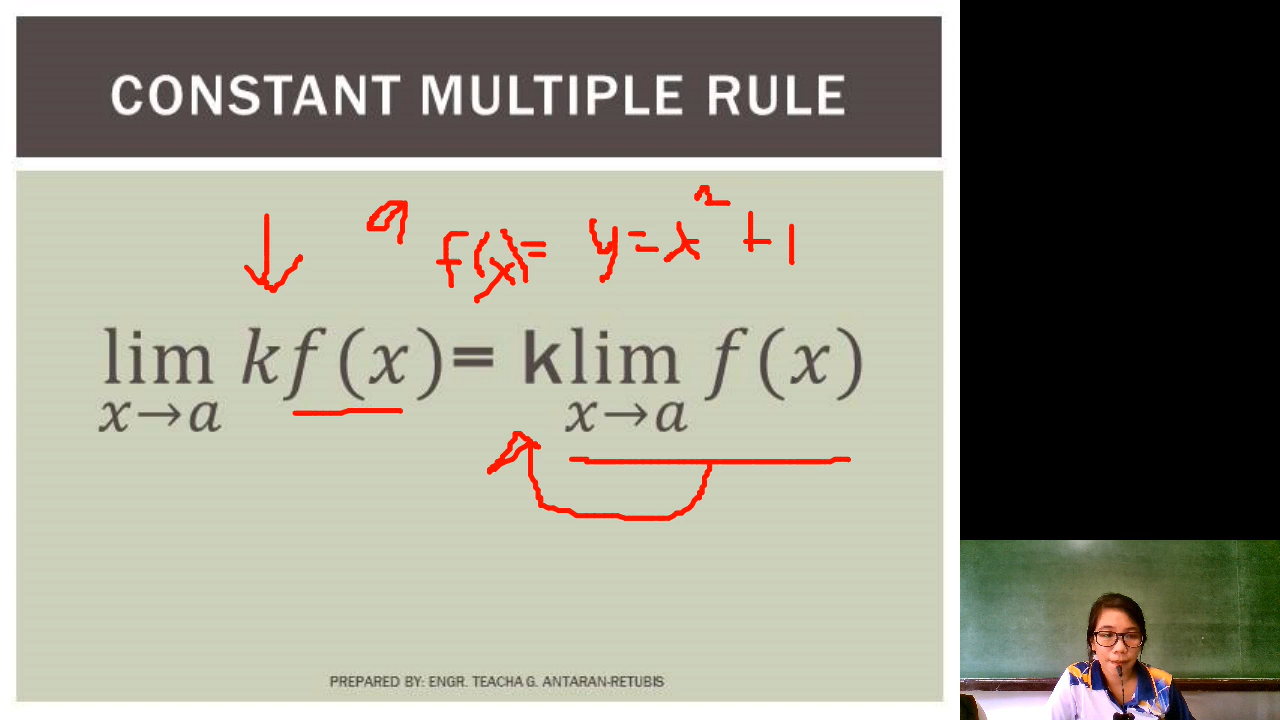 CONSTANT MULTIPLE RULE
f(x)= y=x²+1
lim kf(x)= klim f(x)
x→a x→a
PREPARED BY: ENGR. TEACHA G. ANTARAN-RETUBIS